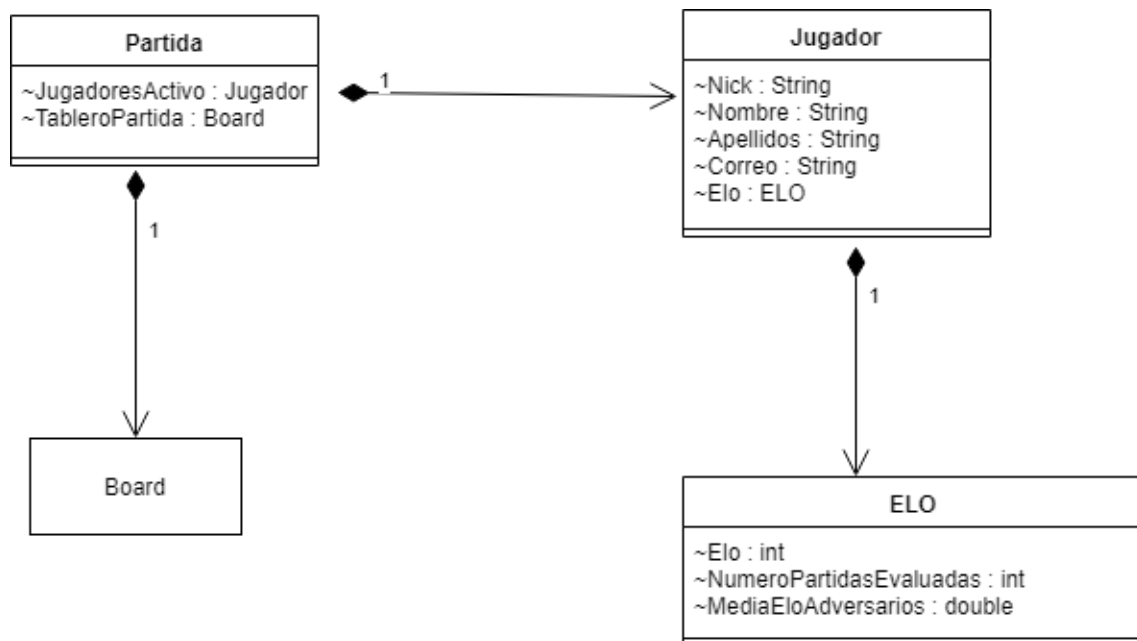 Partida
~JugadoresActivo : Jugador
~TableroPartida : Board
1
Jugador
~Nick : String
~Nombre : String
~Apellidos : String
~Correo : String
~Elo : ELO
1
1
Board
ELO
~Elo : int
~NumeroPartidasEvaluadas : int
~MediaEloAdversarios : double